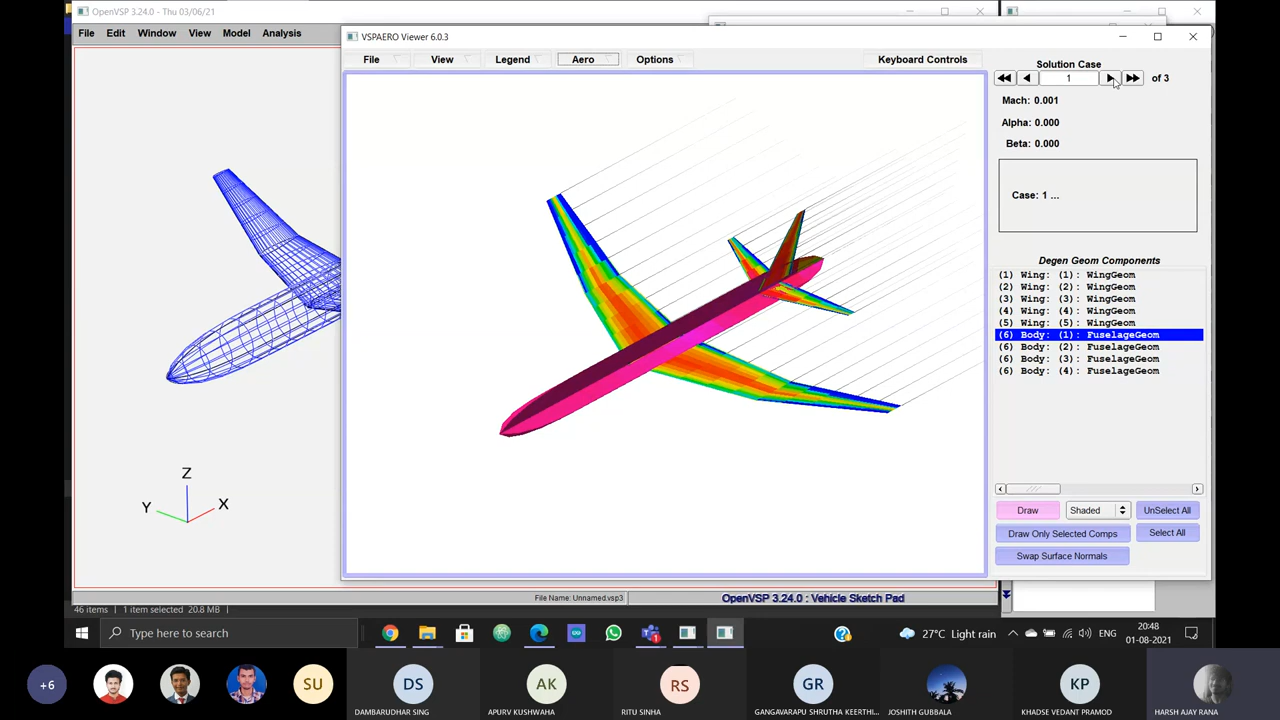 OpenVSP 3.24.0 - Thu 03/06/21
File Edit Window View Model Analysis
VSPAERO Viewer 6.0.3
File View Legend Aero Options Keyboard Controls
Solution Case
1 of 3
Mach: 0.001
Alpha: 0.000
Beta: 0.000
Case: 1 ...
Degen Geom Components
(1) Wing: (1): WingGeom
(2) Wing: (2): WingGeom
(3) Wing: (3): WingGeom
(4) Wing: (4): WingGeom
(5) Wing: (5): WingGeom
(6) Body: (1): FuselageGeom
(6) Body: (2): FuselageGeom
(6) Body: (3): FuselageGeom
(6) Body: (4): FuselageGeom
Z
Y X
Draw Shaded UnSelect All
Draw Only Selected Comps Select All
Swap Surface Normals
File Name: Unnamed.vsp3 OpenVSP 3.24.0 : Vehicle Sketch Pad
46 items 1 item selected 20.8 MB
Type here to search
27°C Light rain ENG
20:48
01-08-2021
+6 SU DS AK RS GR KP
DAMBARUDHAR SING APURV KUSHWAHA RITU SINHA GANGAVARAPU SHRUTHA KEERTHI... JOSHITH GUBBALA KHADSE VEDANT PRAMOD HARSH AJAY RANA